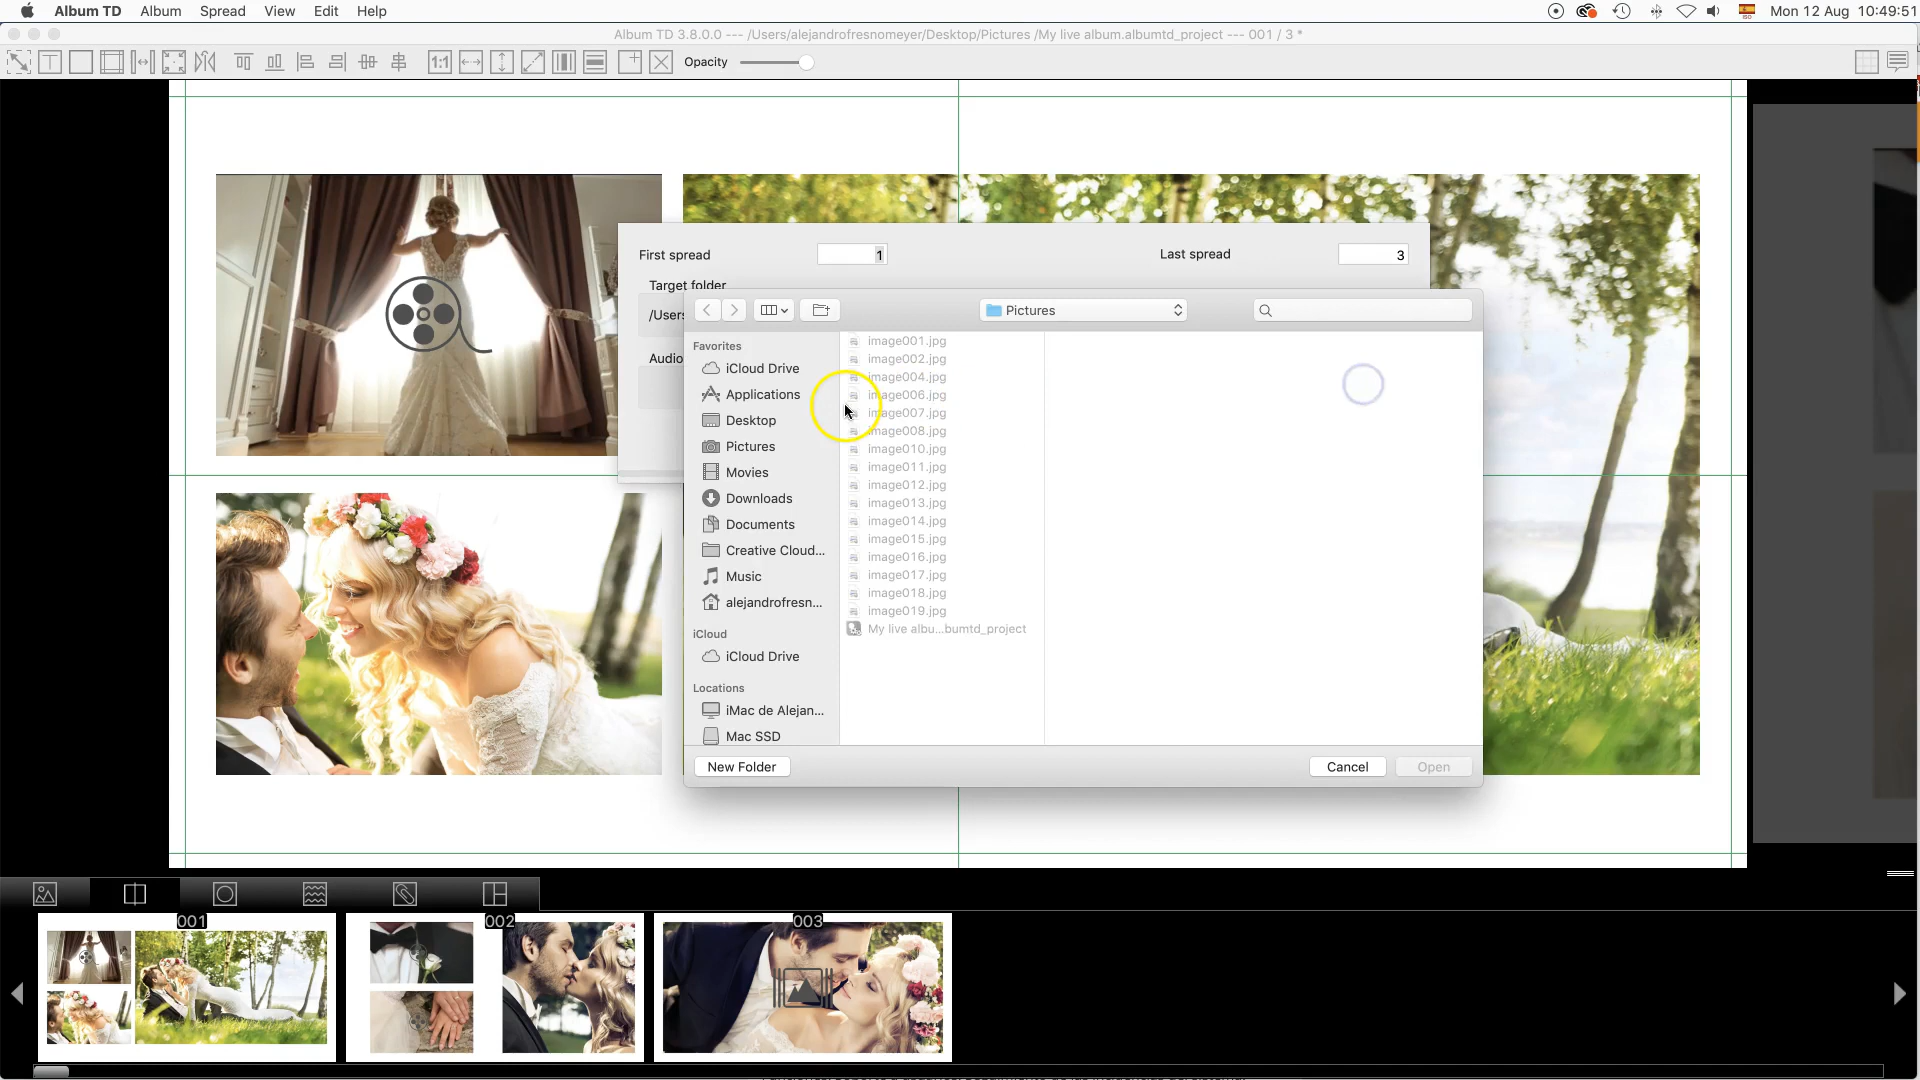 Album TD Album Spread View Edit Help
ISO Mon 12 Aug 10:49:51
Album TD 3.8.0.0 --- /Users/alejandrofresnomeyer/Desktop/Pictures /My live album.albumtd_project --- 001 / 3 *
1:1 Opacity
First spread 1 Last spread 3
Target folder
/Users
Audio
Pictures
Favorites
iCloud Drive
Applications
Desktop
Pictures
Movies
Downloads
Documents
Creative Cloud...
Music
alejandrofresn...
iCloud
iCloud Drive
Locations
iMac de Alejan...
Mac SSD
image001.jpg
image002.jpg
image004.jpg
image006.jpg
image007.jpg
image008.jpg
image010.jpg
image011.jpg
image012.jpg
image013.jpg
image014.jpg
image015.jpg
image016.jpg
image017.jpg
image018.jpg
image019.jpg
My live albu...bumtd_project
New Folder Cancel Open
001 002 003